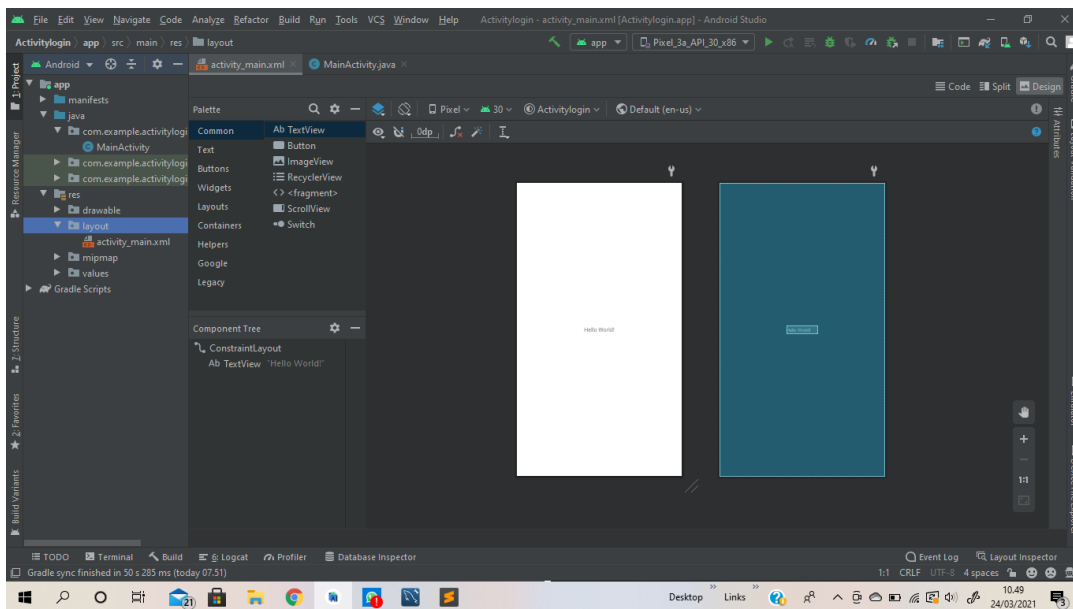 File Edit View Navigate Code Analyze Refactor Build Run Tools VCS Window Help Activitylogin - activity_main.xml [Activitylogin.app] - Android Studio
Activitylogin app src main res layout app Pixel_3a_API_30_x86
Android activity_main.xml MainActivity.java
1: Project
Resource Manager
Z: Structure
2: Favorites
Build Variants
app
manifests
java
com.example.activitylogi
MainActivity
com.example.activitylogi
com.example.activitylogi
res
drawable
layout
activity_main.xml
mipmap
values
Gradle Scripts
Code Split Design
Palette
Pixel 30 Activitylogin Default (en-us)
0dp
Common
Text
Buttons
Widgets
Layouts
Containers
Helpers
Google
Legacy
Ab TextView
Button
ImageView
RecyclerView
<> <fragment>
ScrollView
Switch
Component Tree
ConstraintLayout
Ab TextView "Hello World!"
Hello World!
Hello World!
1:1
Attributes
TODO Terminal Build 6: Logcat Profiler Database Inspector Event Log Layout Inspector
Gradle sync finished in 50 s 285 ms (today 07.51) 1:1 CRLF UTF-8 4 spaces
21 Desktop Links 10.49
24/03/2021 3